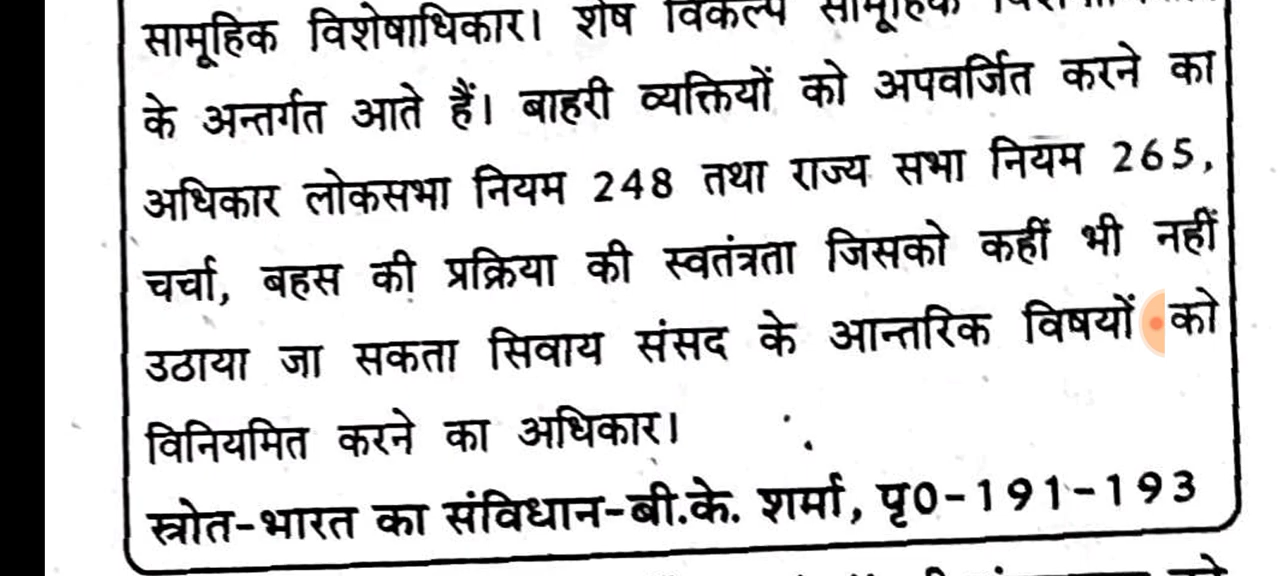 सामूहिक विशेषाधिकार। शेष विकल्प सामूहिक
के अन्तर्गत आते हैं। बाहरी व्यक्तियों को अपवर्जित करने का
अधिकार लोकसभा नियम 248 तथा राज्य सभा नियम 265,
चर्चा, बहस की प्रक्रिया की स्वतंत्रता जिसको कहीं भी नहीं
उठाया जा सकता सिवाय संसद के आन्तरिक विषयों को
विनियमित करने का अधिकार।
स्त्रोत-भारत का संविधान-बी.के. शर्मा, पृ0-191-193